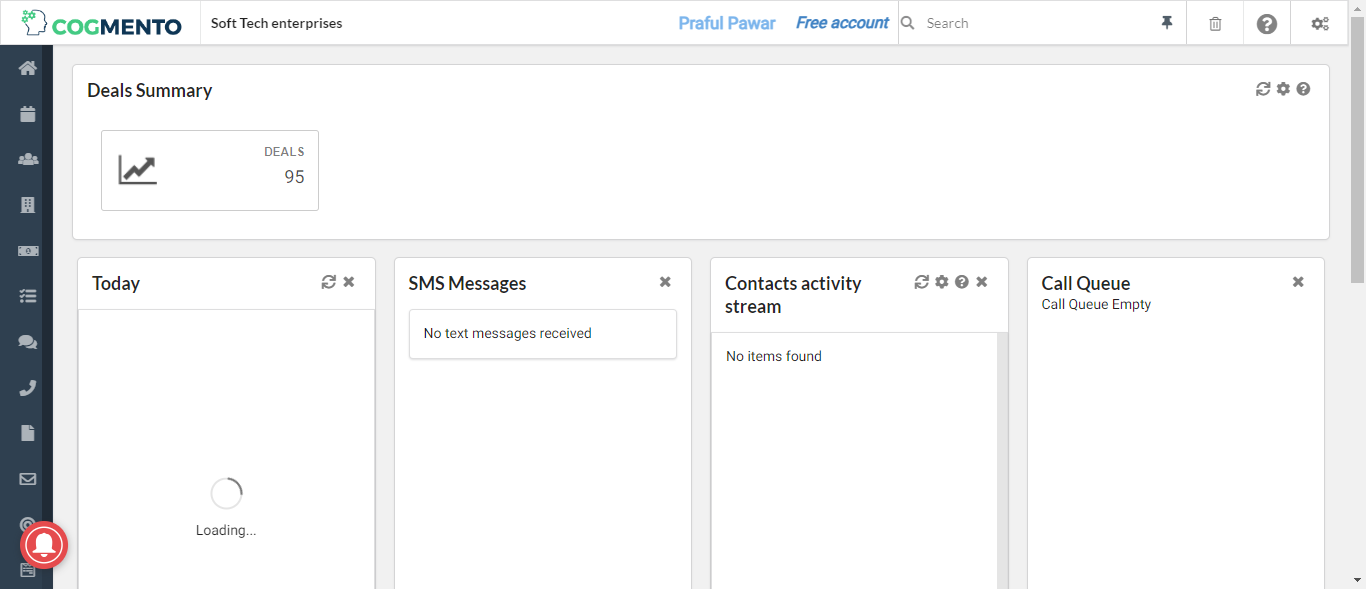 COGMENTO
Soft Tech enterprises
Praful Pawar
Free account
Search
Deals Summary
DEALS
95
Today
Loading...
SMS Messages
No text messages received
Contacts activity
stream
No items found
Call Queue
Call Queue Empty